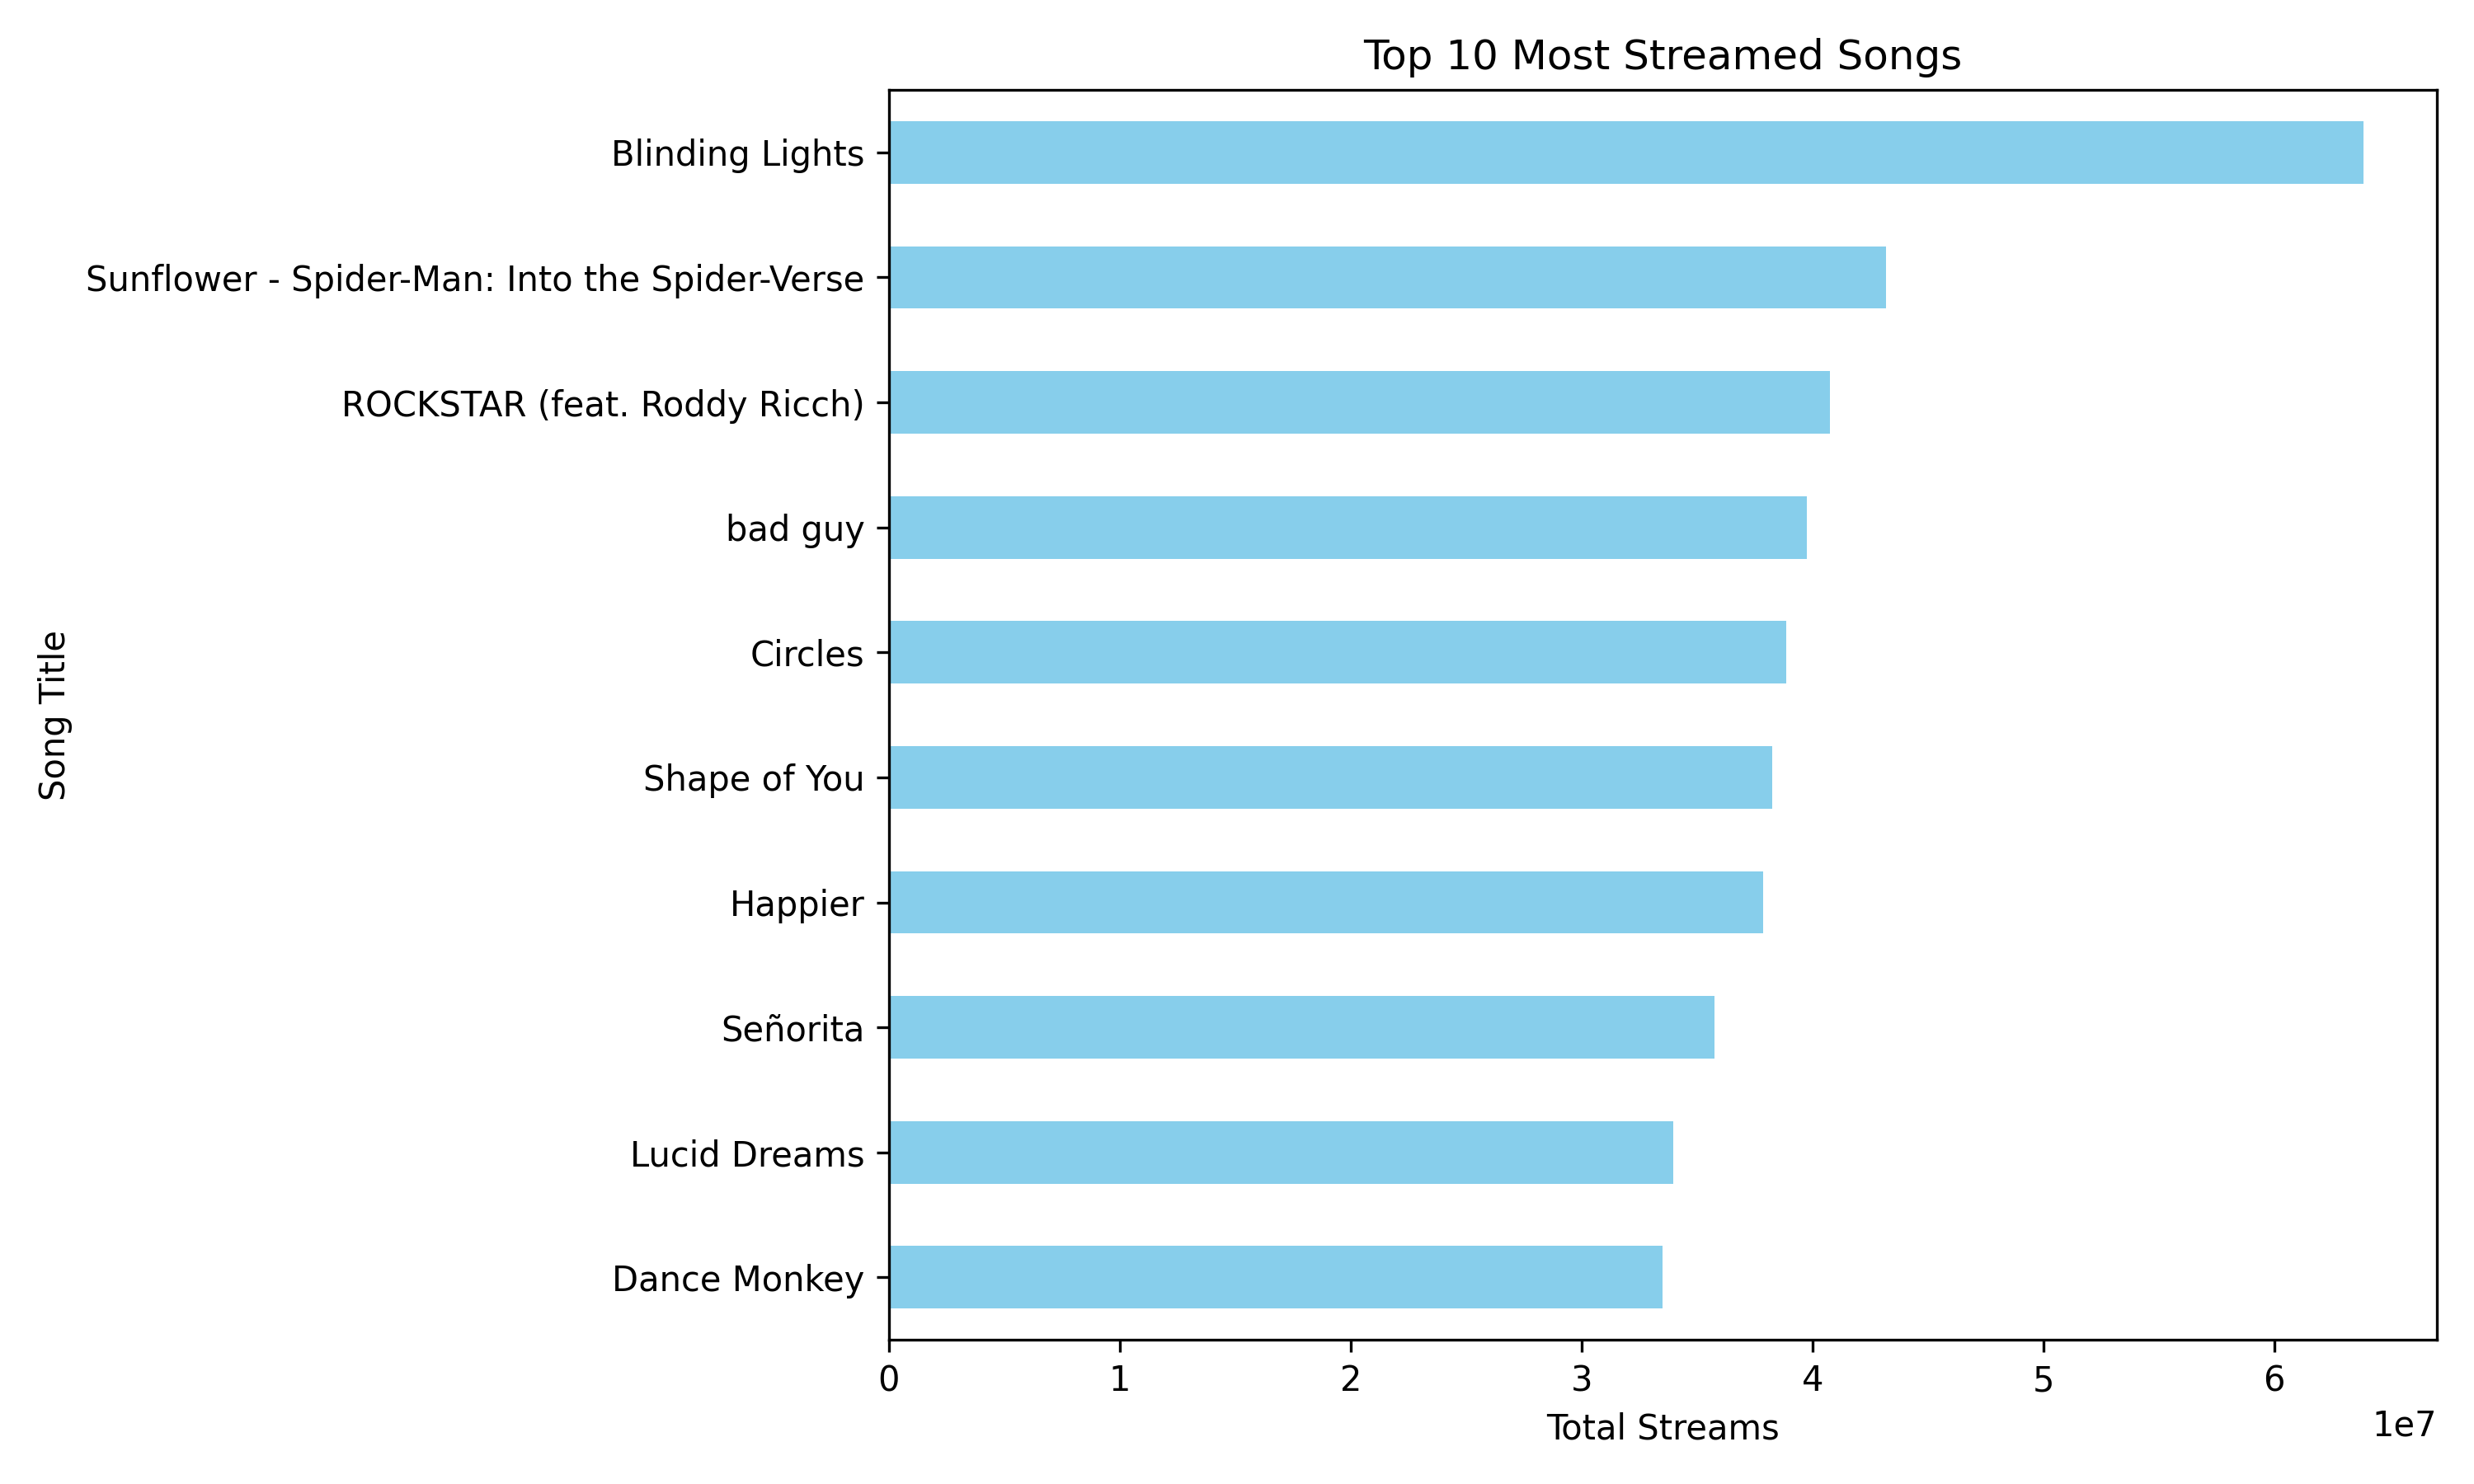 Top 10 Most Streamed Songs
Song Title
Blinding Lights
Sunflower - Spider-Man: Into the Spider-Verse
ROCKSTAR (feat. Roddy Ricch)
bad guy
Circles
Shape of You
Happier
Señorita
Lucid Dreams
Dance Monkey
0 1 2 3 4 5 6
Total Streams
1e7